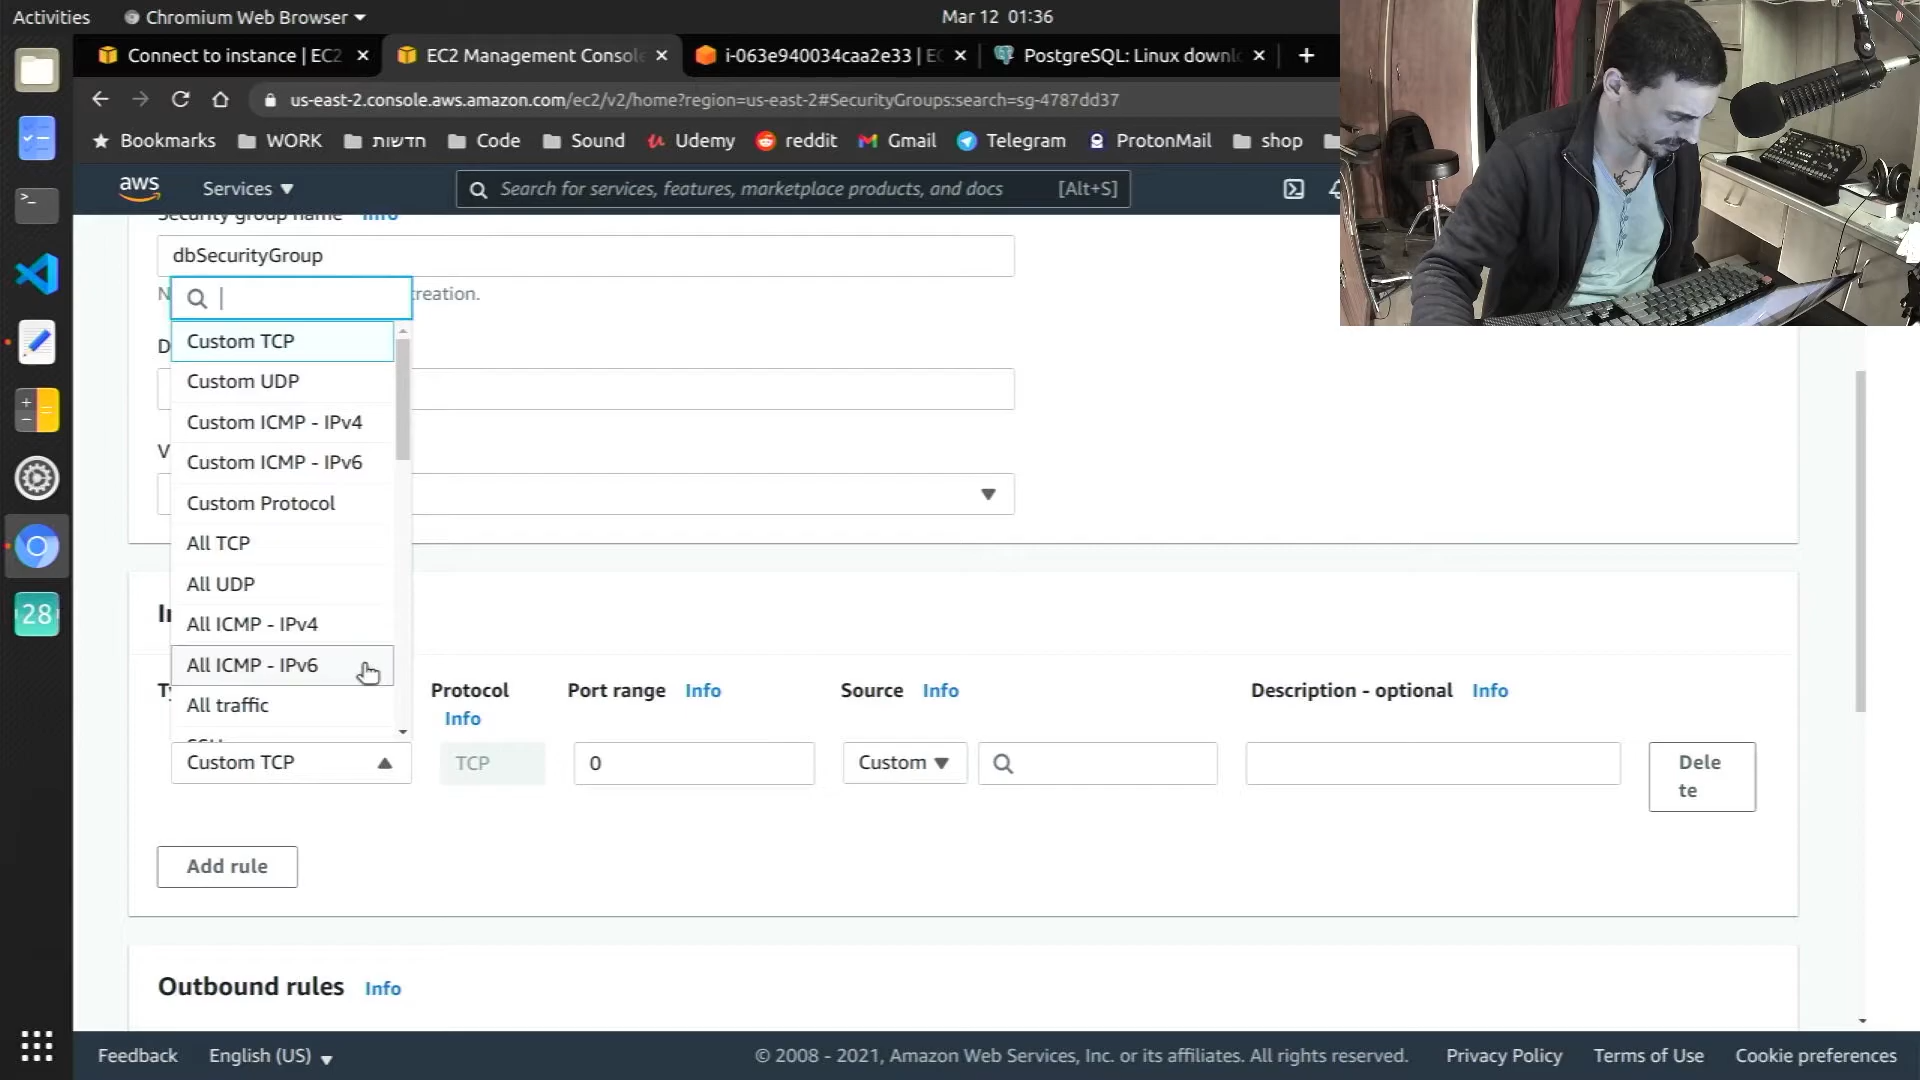 Activities
Chromium Web Browser
Mar 12 01:36
Connect to instance | EC2
EC2 Management Console
i-063e940034caa2e33 | EC
PostgreSQL: Linux downl
us-east-2.console.aws.amazon.com/ec2/v2/home?region=us-east-2#SecurityGroups:search=sg-4787dd37
Bookmarks
WORK
חדשות
Code
Sound
Udemy
reddit
Gmail
Telegram
ProtonMail
shop
aws
Services
Search for services, features, marketplace products, and docs
[Alt+S]
Security group name Info
dbSecurityGroup
N creation.
D
V
Custom TCP
Custom UDP
Custom ICMP - IPv4
Custom ICMP - IPv6
Custom Protocol
All TCP
All UDP
All ICMP - IPv4
All ICMP - IPv6
All traffic
SSH
In
Ty
Protocol
Info
Port range Info
Source Info
Description - optional Info
Custom TCP
TCP
0
Custom
Dele
te
Add rule
Outbound rules Info
28
Feedback
English (US)
© 2008 - 2021, Amazon Web Services, Inc. or its affiliates. All rights reserved.
Privacy Policy
Terms of Use
Cookie preferences